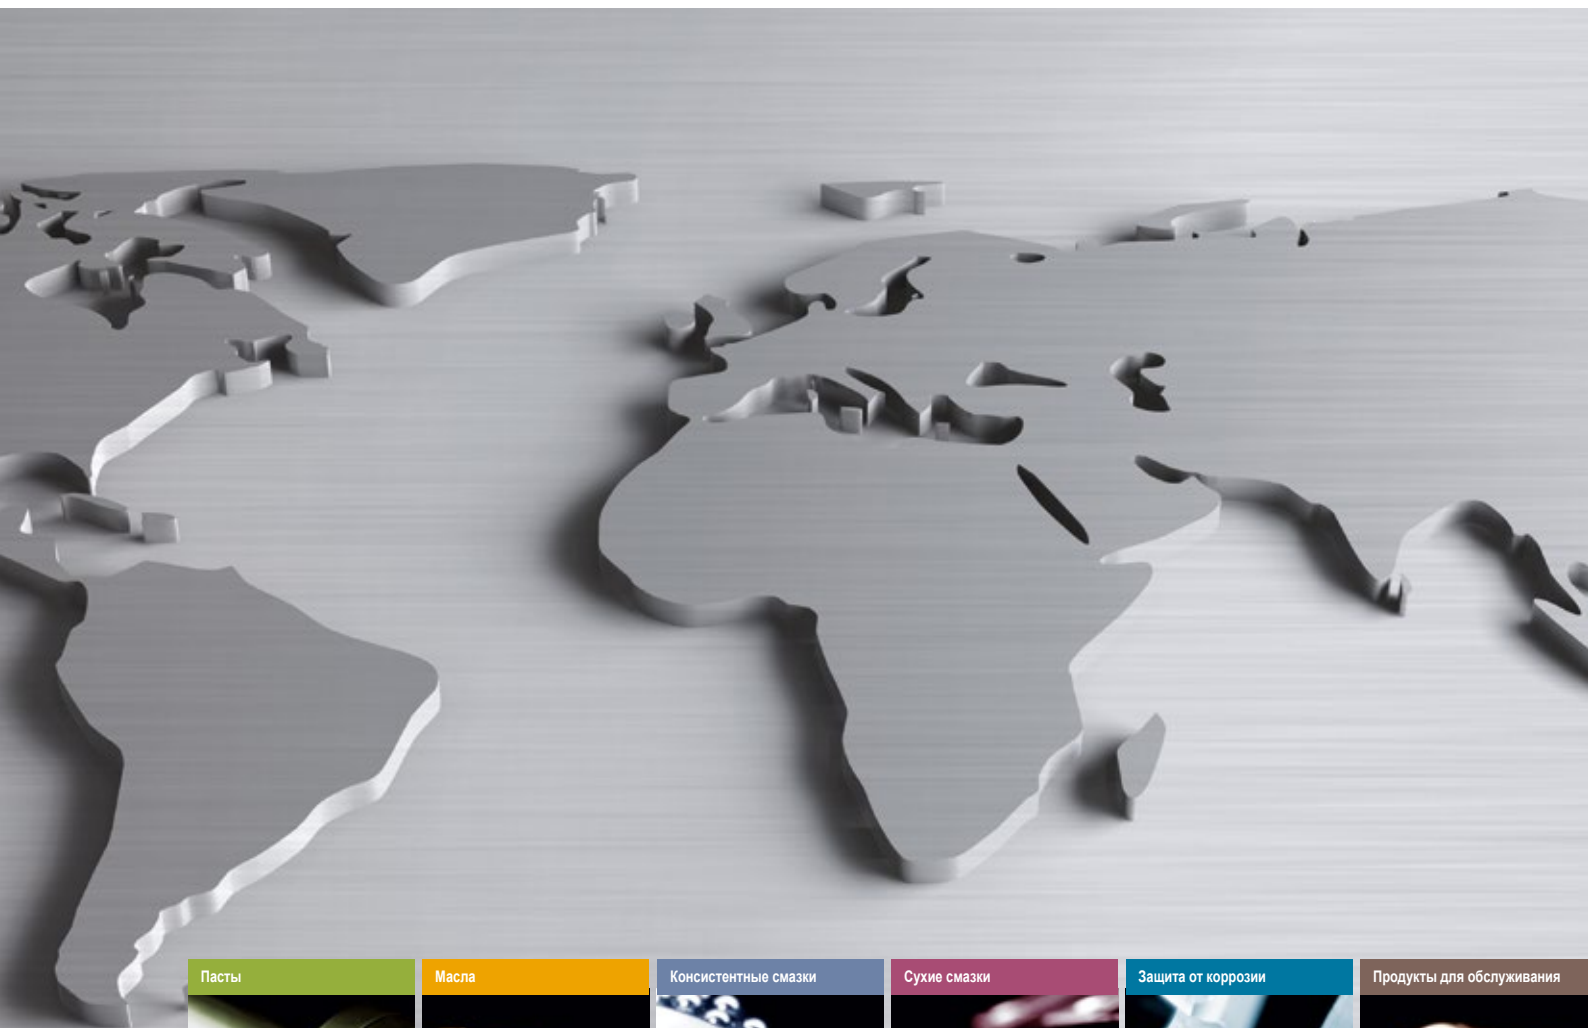 Пасты
Масла
Консистентные смазки
Сухие смазки
Защита от коррозии
Продукты для обслуживания